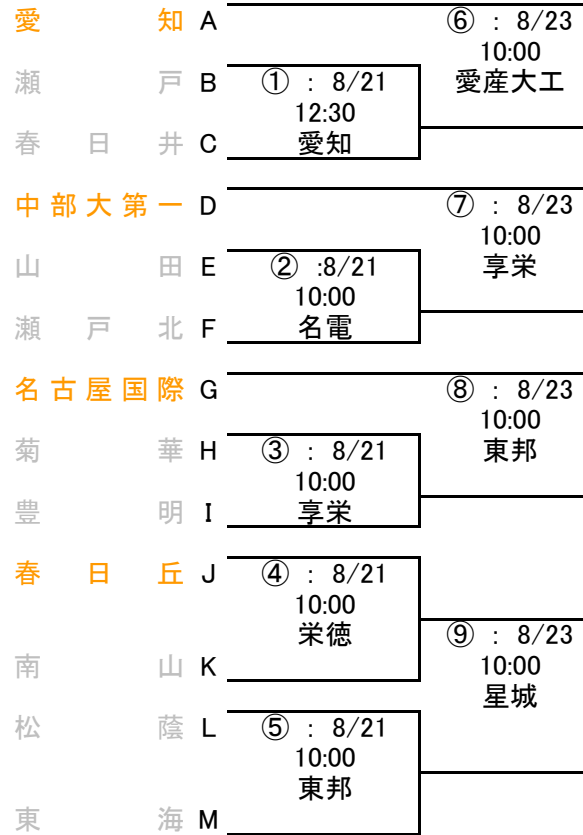 愛知 A
⑥ : 8/23
10:00
愛産大工
瀬戸 B
① : 8/21
12:30
愛知
春日井 C
中部大第一 D
⑦ : 8/23
10:00
享栄
山田 E
② :8/21
10:00
名電
瀬戸北 F
名古屋国際 G
⑧ : 8/23
10:00
東邦
菊華 H
③ : 8/21
10:00
享栄
豊明 I
春日丘 J
④ : 8/21
10:00
栄徳
南山 K
⑨ : 8/23
10:00
星城
松蔭 L
⑤ : 8/21
10:00
東邦
東海 M